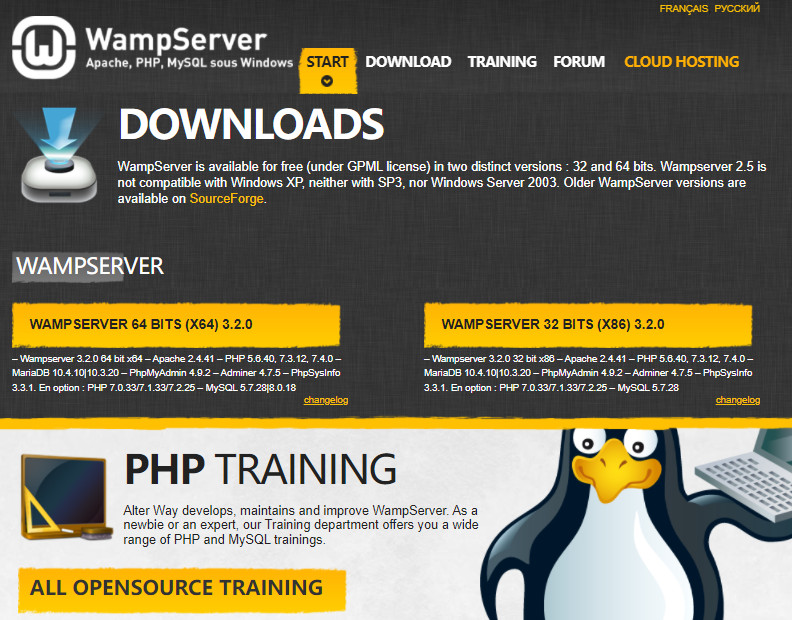 FRANÇAIS РУССКИЙ
WampServer
Apache, PHP, MySQL sous Windows
START
DOWNLOAD
TRAINING
FORUM
CLOUD HOSTING
DOWNLOADS
WampServer is available for free (under GPML license) in two distinct versions : 32 and 64 bits. Wampserver 2.5 is
not compatible with Windows XP, neither with SP3, nor Windows Server 2003. Older WampServer versions are
available on SourceForge.
WAMPSERVER
WAMPSERVER 64 BITS (X64) 3.2.0
– Wampserver 3.2.0 64 bit x64 – Apache 2.4.41 – PHP 5.6.40, 7.3.12, 7.4.0 –
MariaDB 10.4.10|10.3.20 – PhpMyAdmin 4.9.2 – Adminer 4.7.5 – PhpSysInfo
3.3.1. En option : PHP 7.0.33/7.1.33/7.2.25 – MySQL 5.7.28|8.0.18
changelog
WAMPSERVER 32 BITS (X86) 3.2.0
– Wampserver 3.2.0 32 bit x86 – Apache 2.4.41 – PHP 5.6.40, 7.3.12, 7.4.0 –
MariaDB 10.4.10|10.3.20 – PhpMyAdmin 4.9.2 – Adminer 4.7.5 – PhpSysInfo
3.3.1. En option : PHP 7.0.33/7.1.33/7.2.25 – MySQL 5.7.28
changelog
PHP TRAINING
Alter Way develops, maintains and improve WampServer. As a
newbie or an expert, our Training department offers you a wide
range of PHP and MySQL trainings.
ALL OPENSOURCE TRAINING